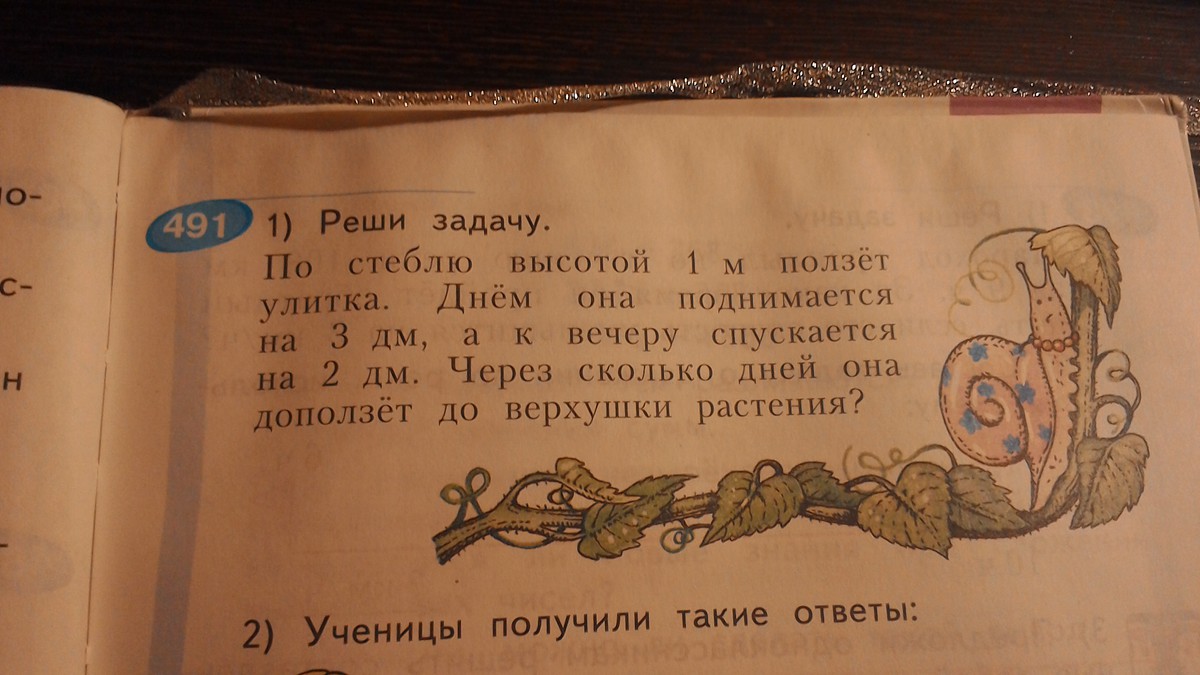 ло-
с-
н
-
491 1) Реши задачу.
По стеблю высотой 1 м ползёт
улитка. Днём она поднимается
на 3 дм, а к вечеру спускается
на 2 дм. Через сколько дней она
доползёт до верхушки растения?
2) Ученицы получили такие ответы: